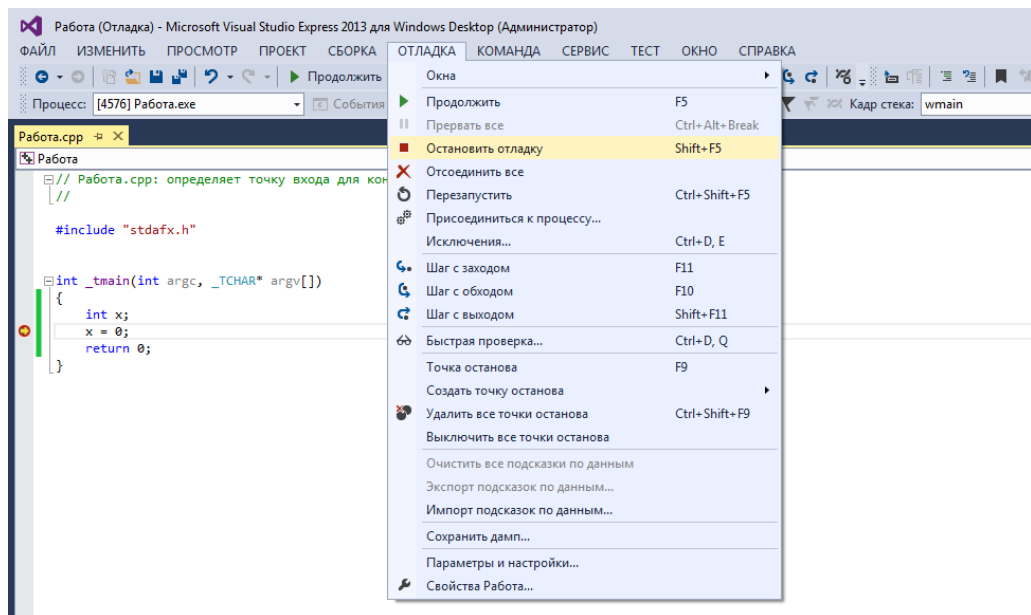 Работа (Отладка) - Microsoft Visual Studio Express 2013 для Windows Desktop (Администратор)
ФАЙЛ ИЗМЕНИТЬ ПРОСМОТР ПРОЕКТ СБОРКА ОТЛАДКА КОМАНДА СЕРВИС ТЕСТ ОКНО СПРАВКА
Продолжить
Процесс: [4576] Работа.exe События Кадр стека: wmain
Работа.cpp
Работа
// Работа.cpp: определяет точку входа для кон
//
#include "stdafx.h"
int _tmain(int argc, _TCHAR* argv[])
{
int x;
x = 0;
return 0;
}
Окна
Продолжить F5
Прервать все Ctrl+Alt+Break
Остановить отладку Shift+F5
Отсоединить все
Перезапустить Ctrl+Shift+F5
Присоединиться к процессу...
Исключения... Ctrl+D, E
Шаг с заходом F11
Шаг с обходом F10
Шаг с выходом Shift+F11
Быстрая проверка... Ctrl+D, Q
Точка останова F9
Создать точку останова
Удалить все точки останова Ctrl+Shift+F9
Выключить все точки останова
Очистить все подсказки по данным
Экспорт подсказок по данным...
Импорт подсказок по данным...
Сохранить дамп...
Параметры и настройки...
Свойства Работа...